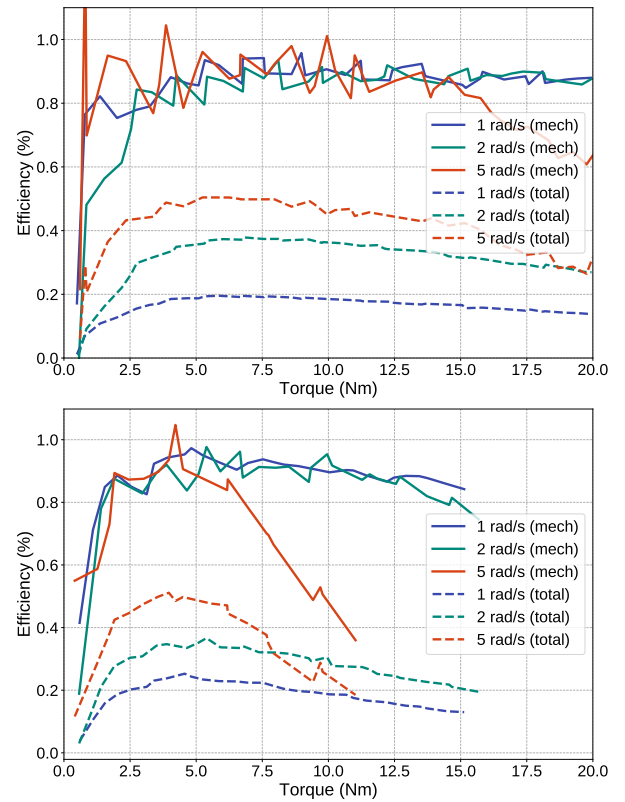 1.0
0.8
0.6
0.4
0.2
0.0
Efficiency (%)
1 rad/s (mech)
2 rad/s (mech)
5 rad/s (mech)
1 rad/s (total)
2 rad/s (total)
5 rad/s (total)
0.0 2.5 5.0 7.5 10.0 12.5 15.0 17.5 20.0
Torque (Nm)
1.0
0.8
0.6
0.4
0.2
0.0
Efficiency (%)
1 rad/s (mech)
2 rad/s (mech)
5 rad/s (mech)
1 rad/s (total)
2 rad/s (total)
5 rad/s (total)
0.0 2.5 5.0 7.5 10.0 12.5 15.0 17.5 20.0
Torque (Nm)